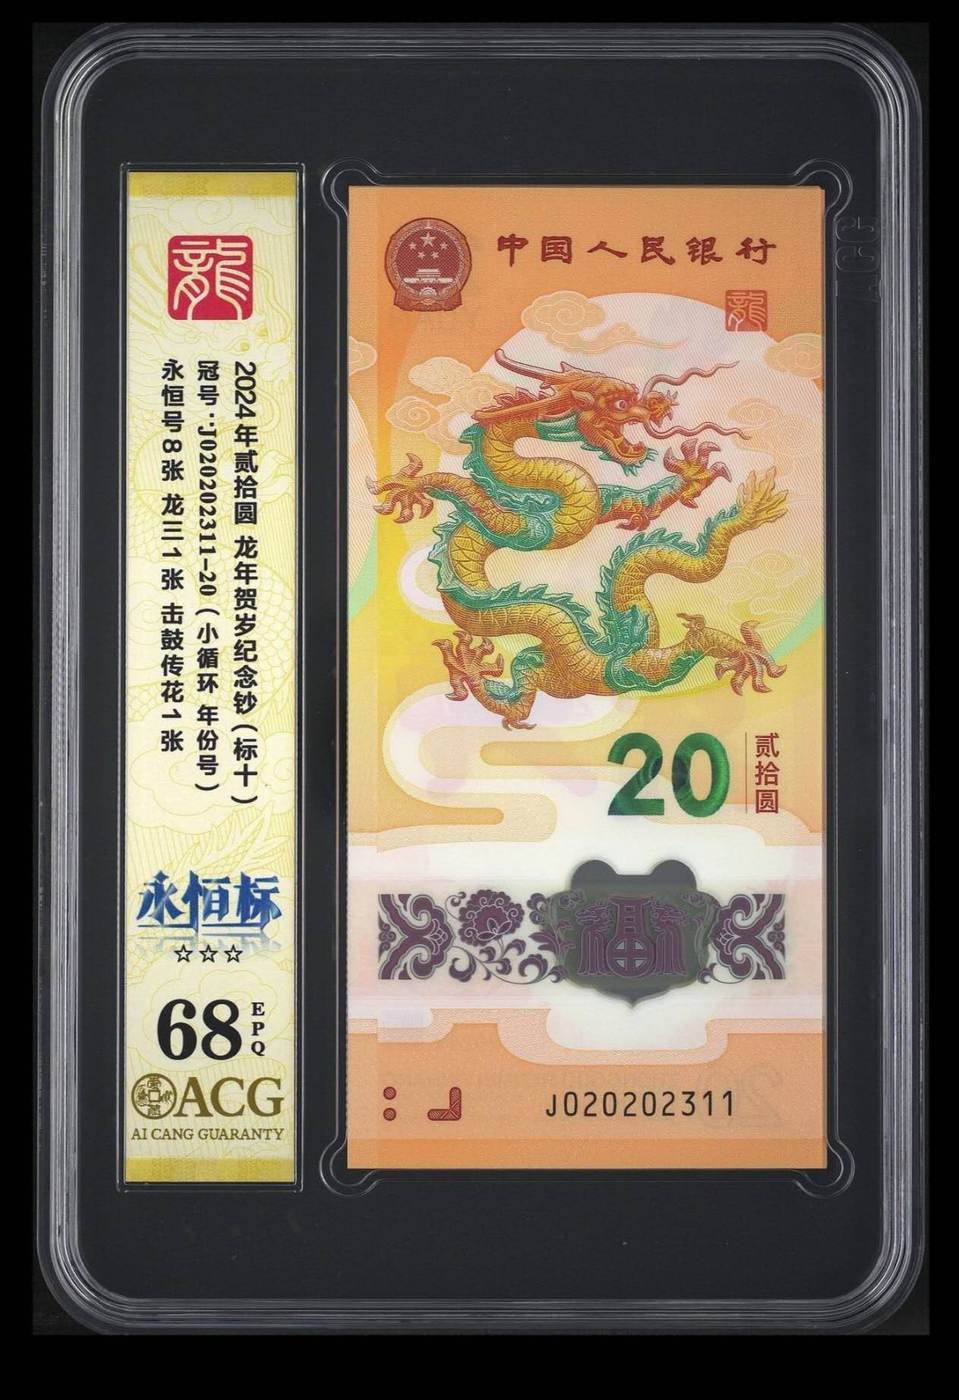 龍
2024年贰拾圆 龙年贺岁纪念钞（标十）
冠号：J020202311-20（小循环 年份号）
永恒号8张 龙三1张 击鼓传花1张
永恒标
☆☆☆
68 EPQ
ACG
AI CANG GUARANTY
中国人民银行
龍
20 贰拾圆
福
J020202311